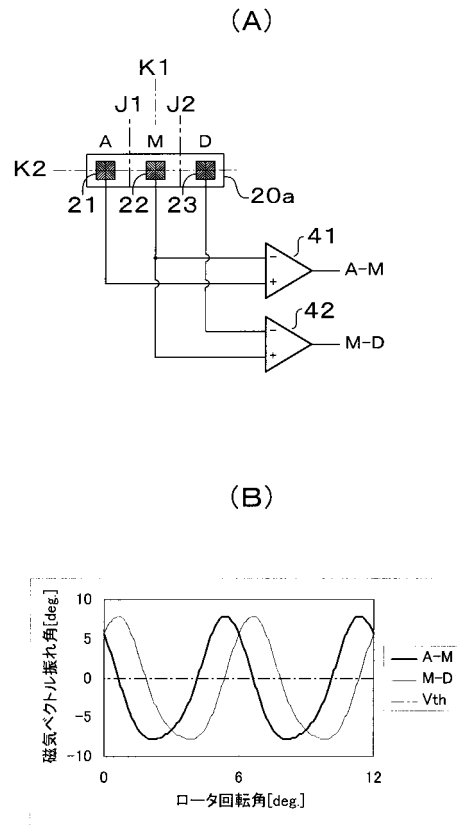 (A)
K1
J1 J2
A M D
K2
21 22 23 20a
41
−
+
A-M
42
−
+
M-D
(B)
磁気ベクトル振れ角[deg.]
10
5
0
-5
-10
0 6 12
ロータ回転角[deg.]
A-M
M-D
Vth